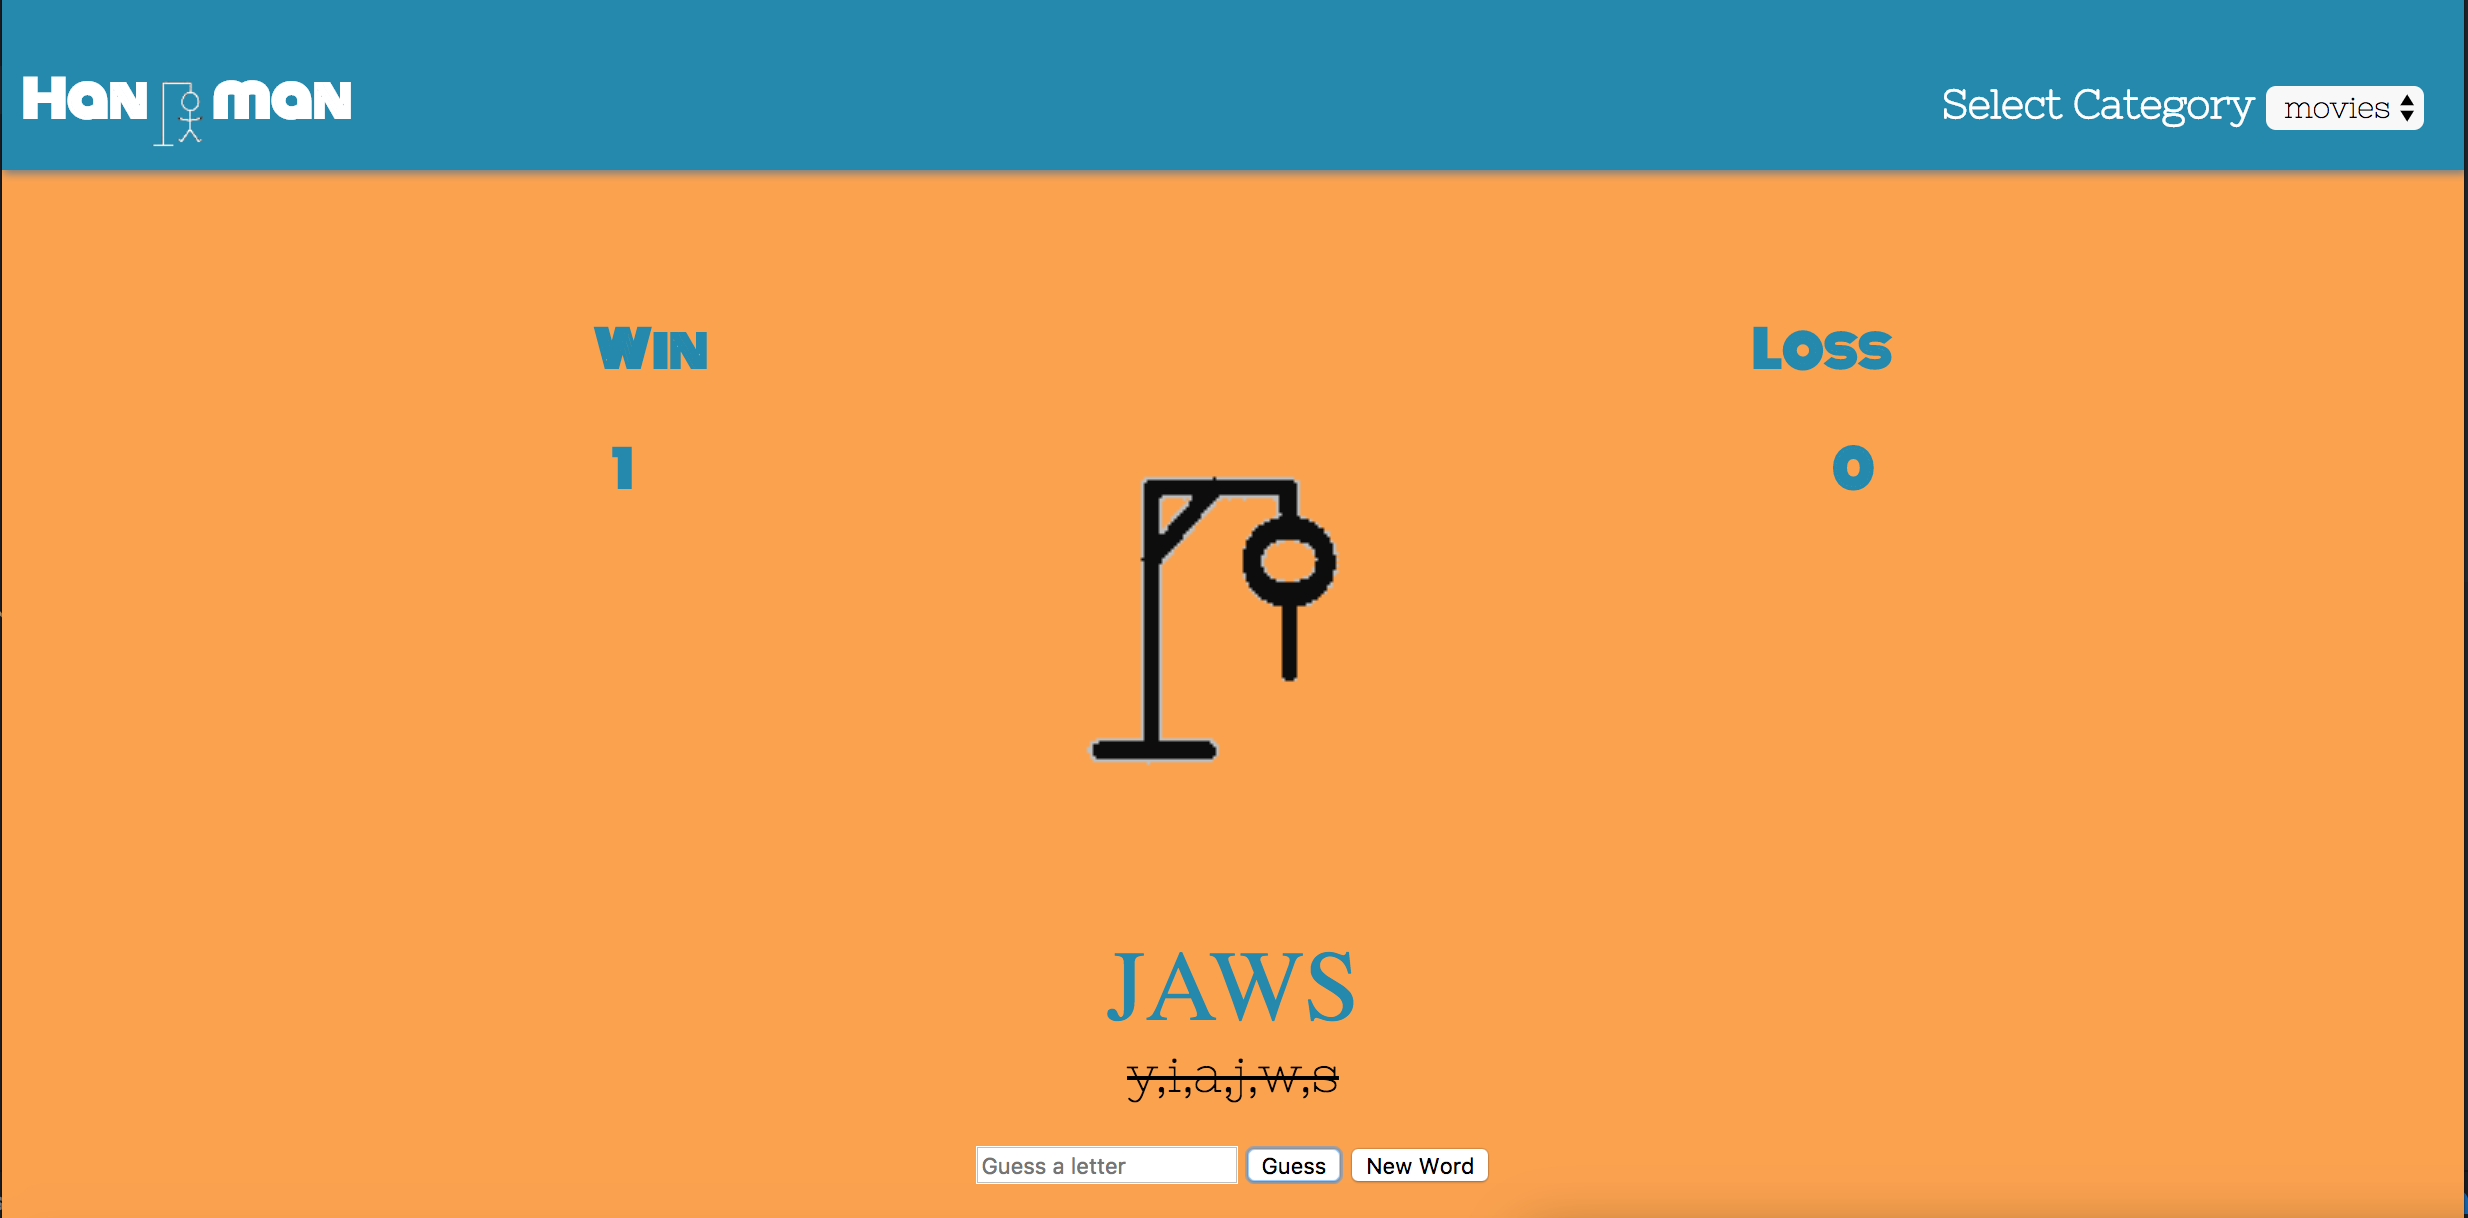 HaN maN
Select Category movies
Win
Loss
1
0
JAWS
y,i,a,j,w,s
Guess a letter Guess New Word